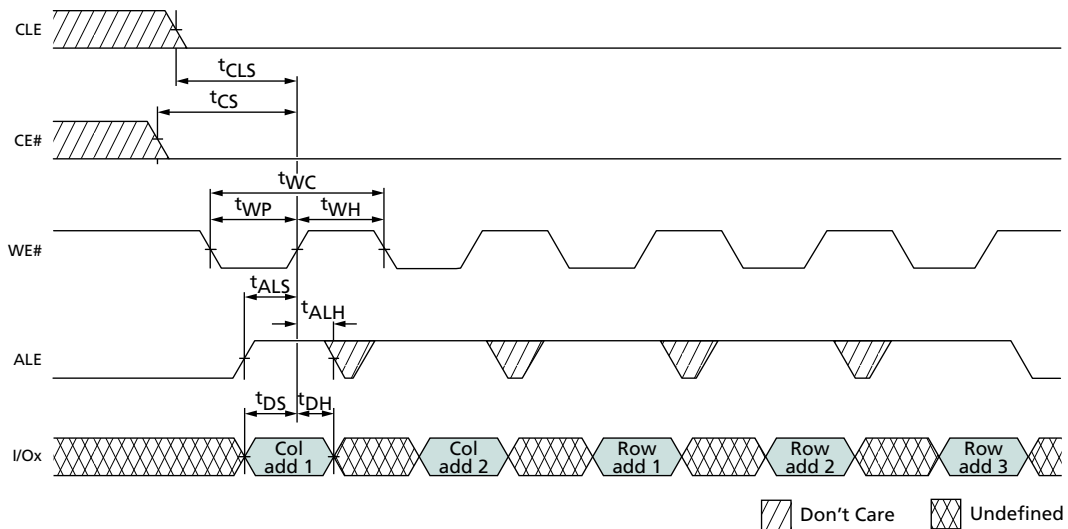 CLE
tCLS
tCS
CE#
tWC
tWP tWH
WE#
tALS
tALH
ALE
tDS tDH
I/Ox
Col add 1
Col add 2
Row add 1
Row add 2
Row add 3
Don't Care
Undefined